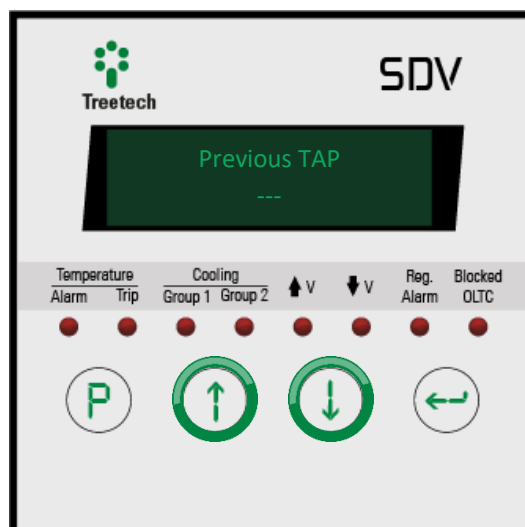 Treetech
SDV
Previous TAP
---
Temperature
Alarm Trip
Cooling
Group 1 Group 2
V
V
Reg.
Alarm
Blocked
OLTC
P